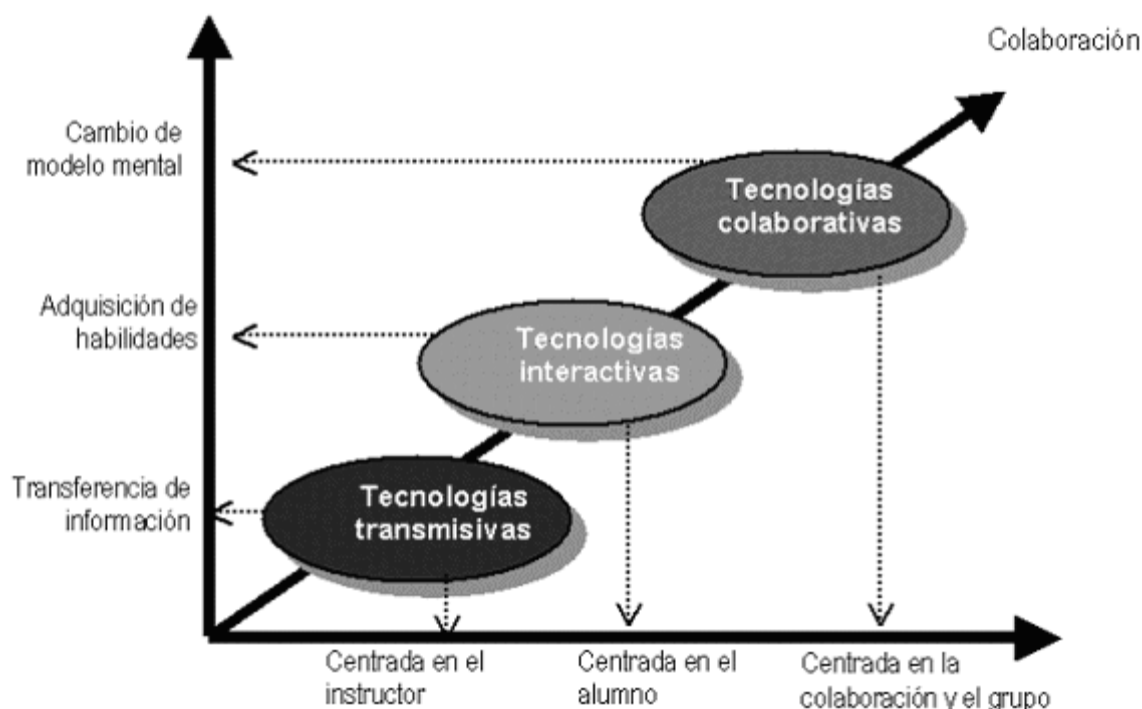 Colaboración
Cambio de
modelo mental
Tecnologías
colaborativas
Adquisición de
habilidades
Tecnologías
interactivas
Transferencia de
información
Tecnologías
transmisivas
Centrada en el
instructor
Centrada en el
alumno
Centrada en la
colaboración y el grupo